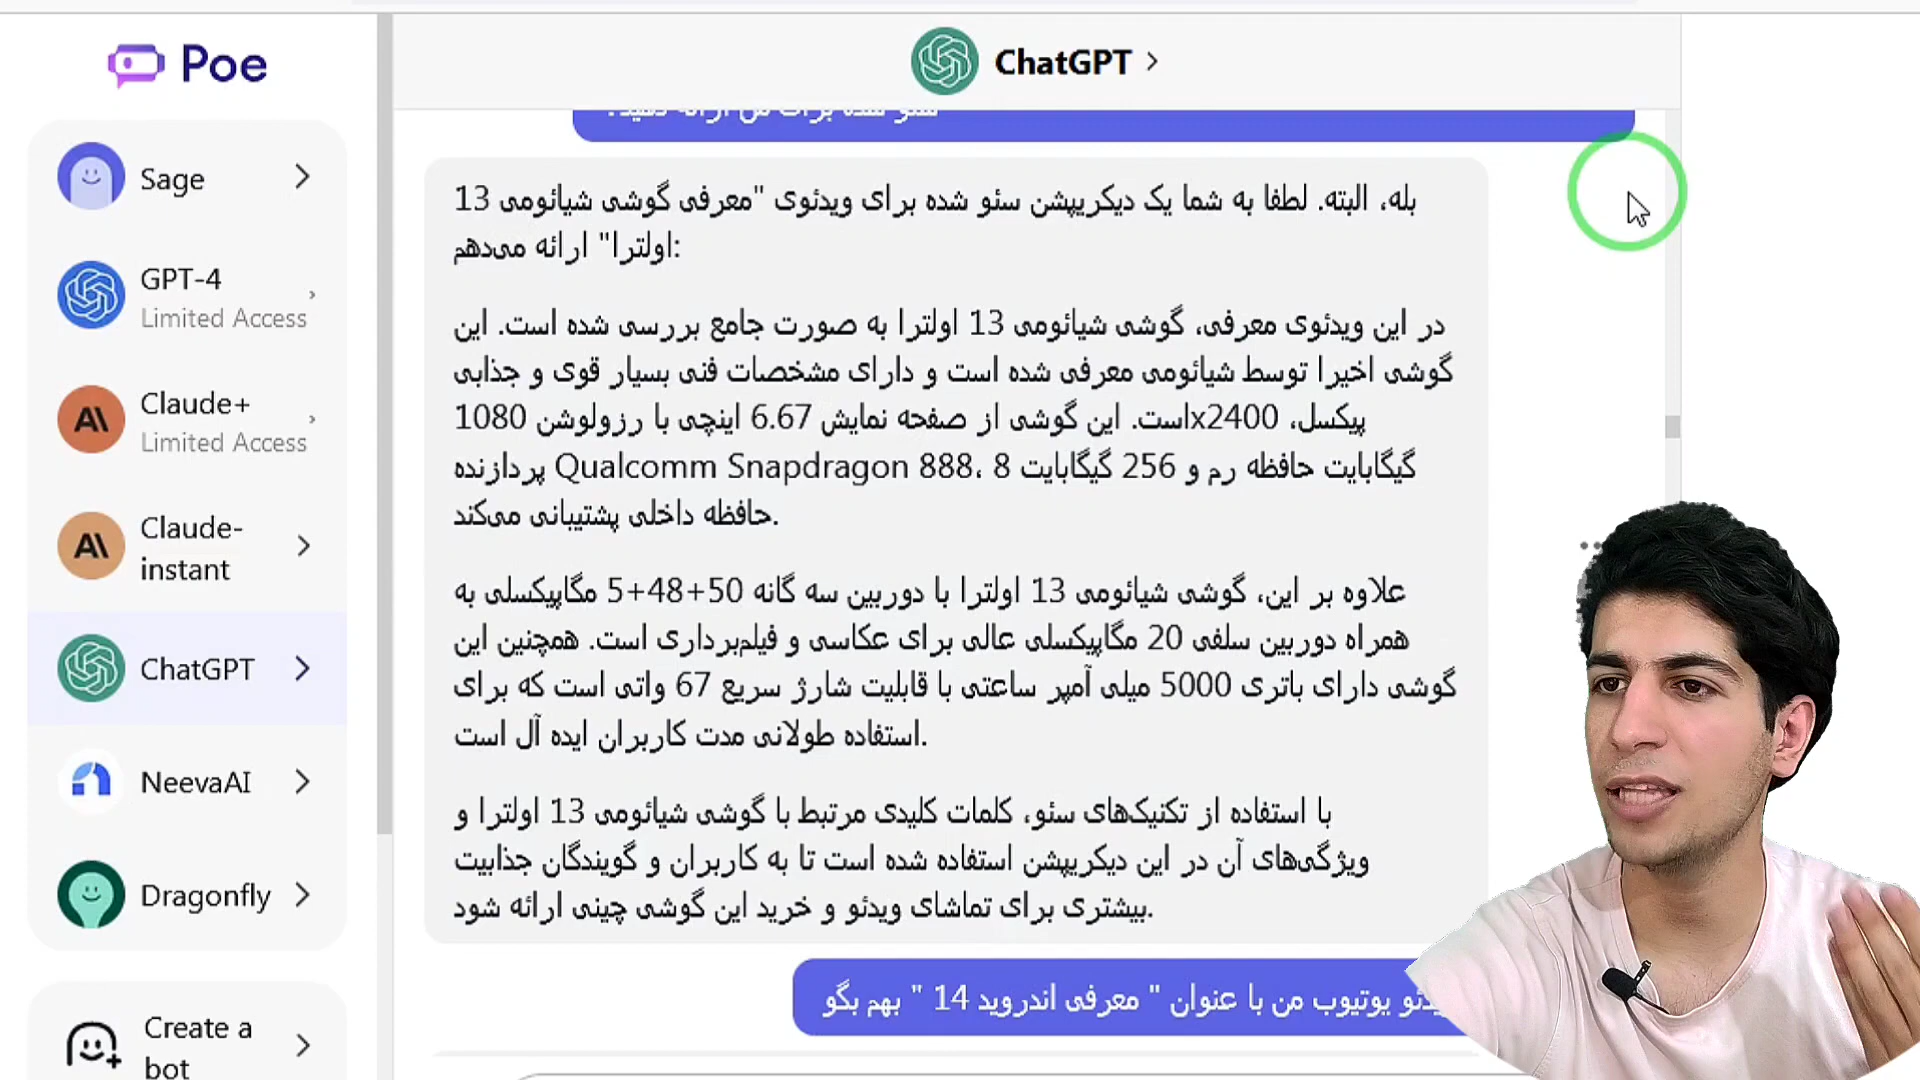 Poe
Sage
GPT-4
Limited Access
Claude+
Limited Access
Claude-
instant
ChatGPT
NeevaAI
Dragonfly
Create a
bot
ChatGPT
بله، البته. لطفا به شما یک دیکریپشن سئو شده برای ویدئوی "معرفی گوشی شیائومی 13
اولترا" ارائه می‌دهم:
در این ویدئوی معرفی، گوشی شیائومی 13 اولترا به صورت جامع بررسی شده است. این
گوشی اخیرا توسط شیائومی معرفی شده است و دارای مشخصات فنی بسیار قوی و جذابی
است. این گوشی از صفحه نمایش 6.67 اینچی با رزولوشن 1080x2400 پیکسل،
پردازنده Qualcomm Snapdragon 888، 8 گیگابایت حافظه رم و 256 گیگابایت
حافظه داخلی پشتیبانی می‌کند.
علاوه بر این، گوشی شیائومی 13 اولترا با دوربین سه گانه 50+48+5 مگاپیکسلی به
همراه دوربین سلفی 20 مگاپیکسلی عالی برای عکاسی و فیلم‌برداری است. همچنین این
گوشی دارای باتری 5000 میلی آمپر ساعتی با قابلیت شارژ سریع 67 واتی است که برای
استفاده طولانی مدت کاربران ایده آل است.
با استفاده از تکنیک‌های سئو، کلمات کلیدی مرتبط با گوشی شیائومی 13 اولترا و
ویژگی‌های آن در این دیکریپشن استفاده شده است تا به کاربران و گویندگان جذابیت
بیشتری برای تماشای ویدئو و خرید این گوشی چینی ارائه شود.
یوتیوب من با عنوان " معرفی اندروید 14 " بهم بگو